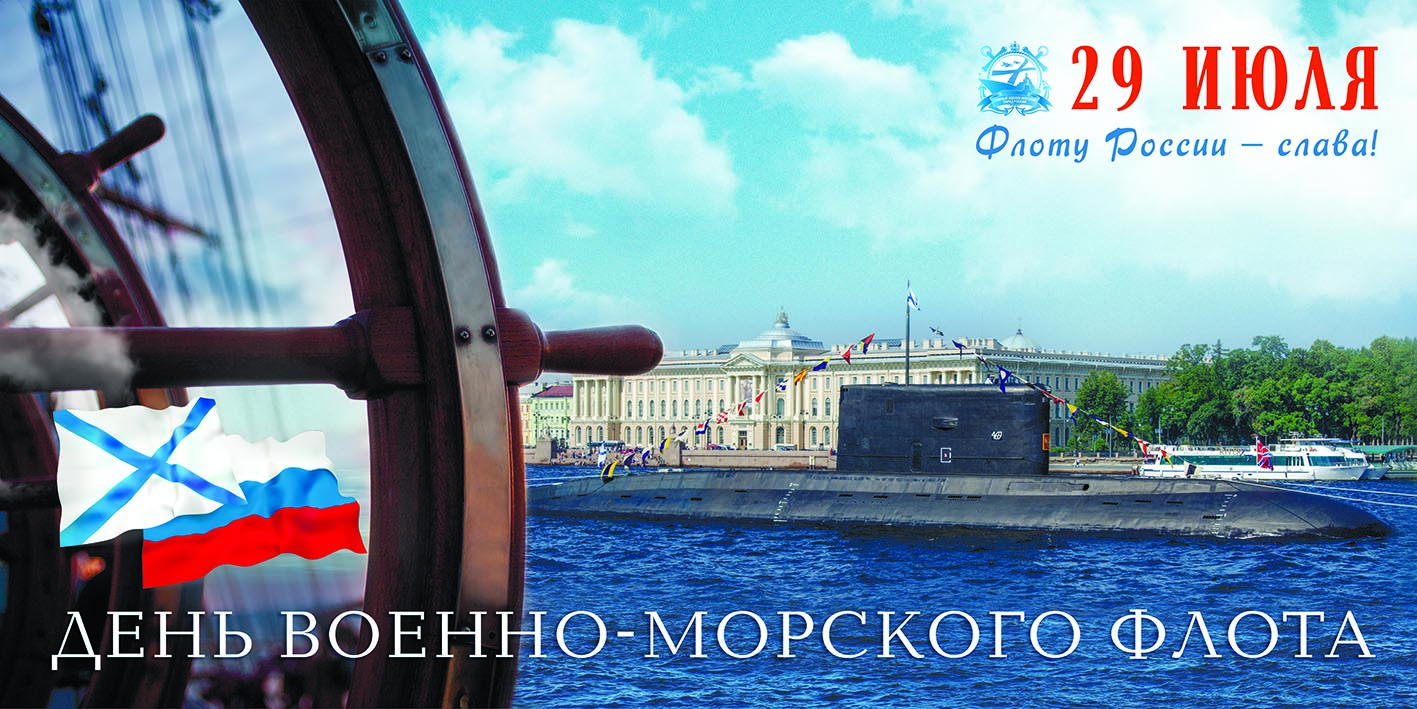 29 ИЮЛЯ
Флоту России – слава!
ДЕНЬ ВОЕННО-МОРСКОГО ФЛОТА